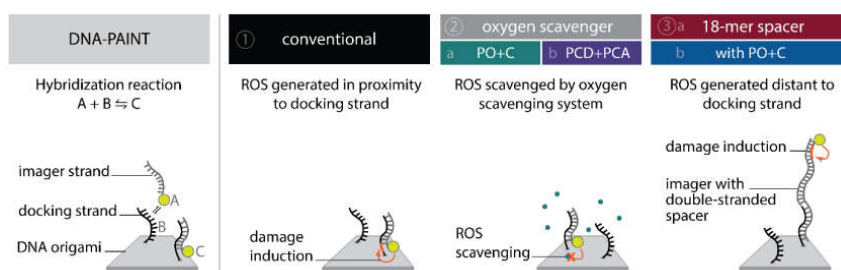 DNA-PAINT
Hybridization reaction
A + B ⇋ C
imager strand
A
docking strand
B
DNA origami
C
① conventional
ROS generated in proximity
to docking strand
damage
induction
② oxygen scavenger
a PO+C
b PCD+PCA
ROS scavenged by oxygen
scavenging system
ROS
scavenging
③a 18-mer spacer
b with PO+C
ROS generated distant to
docking strand
damage induction
imager with
double-stranded
spacer